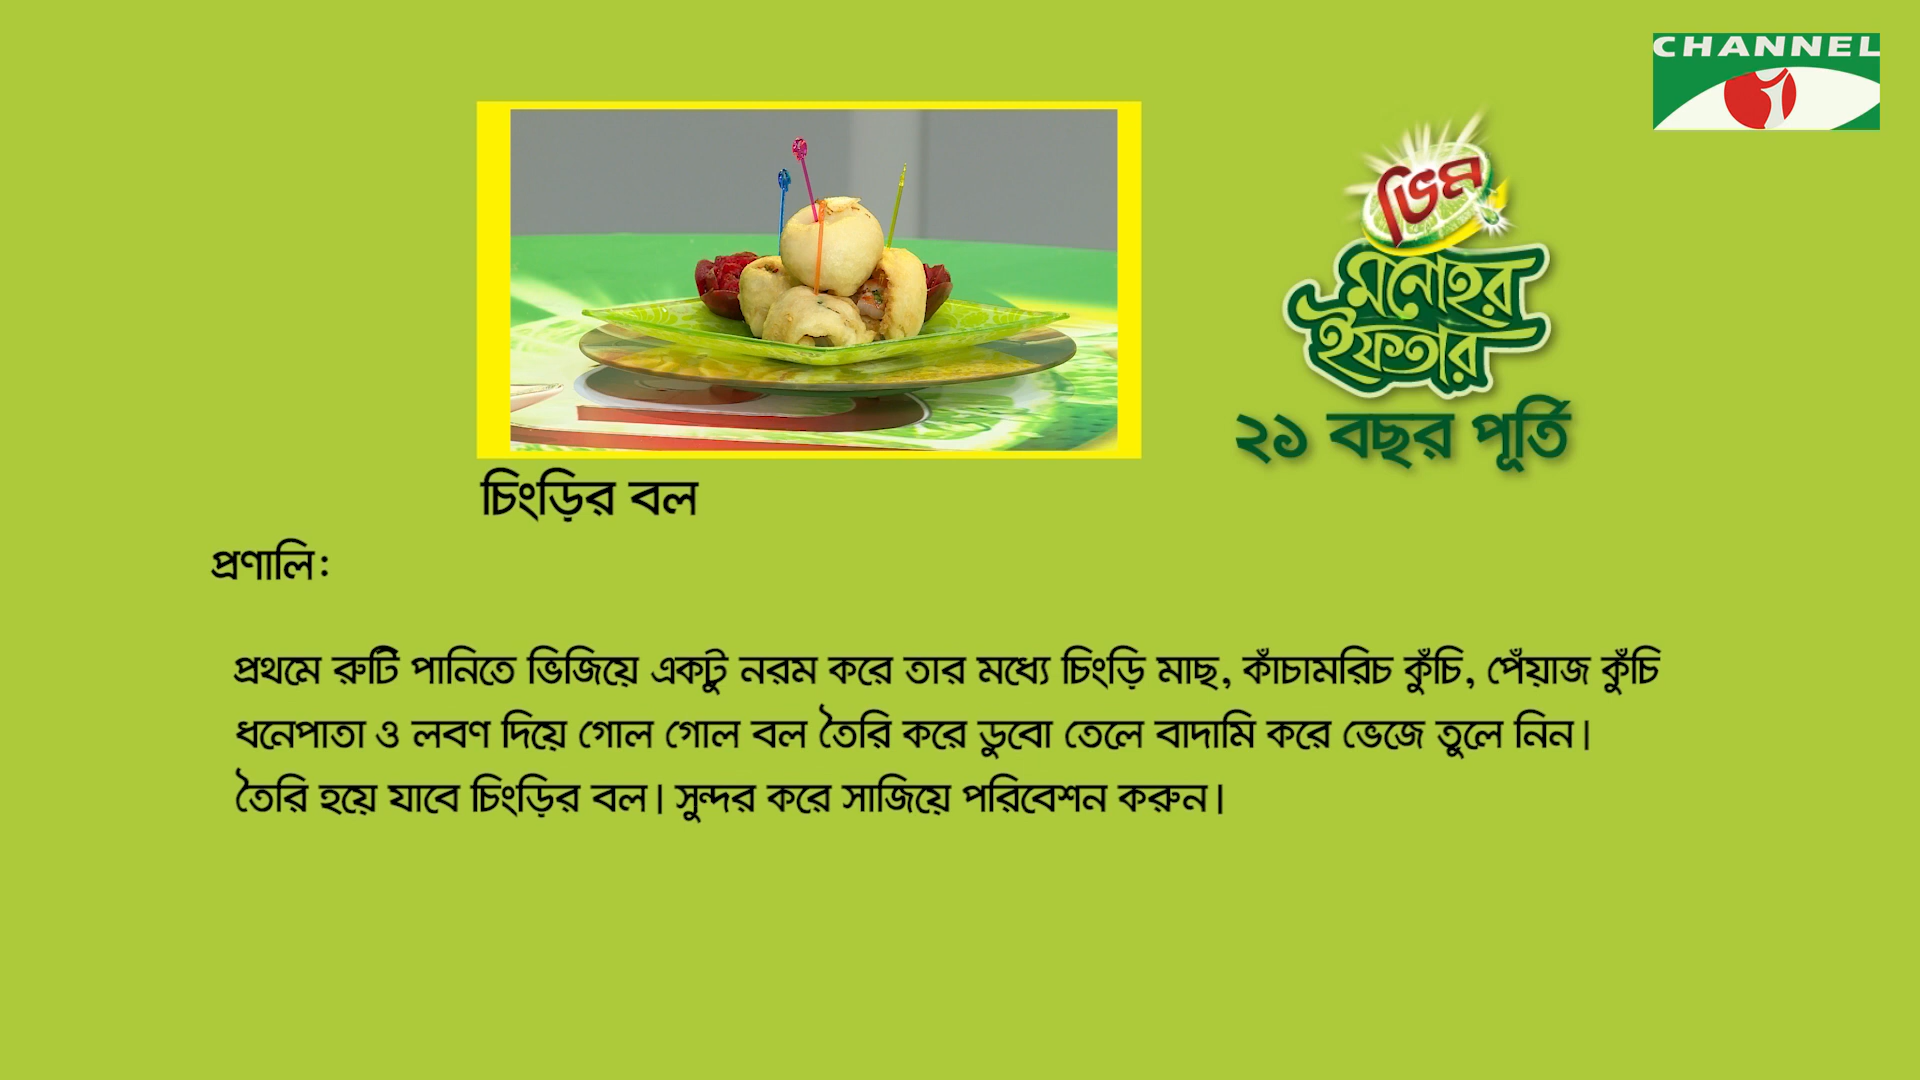 CHANNEL
i
ভিম
মনোহর
ইফতার
২১ বছর পূর্তি
চিংড়ির বল
প্রণালি:
প্রথমে রুটি পানিতে ভিজিয়ে একটু নরম করে তার মধ্যে চিংড়ি মাছ, কাঁচামরিচ কুঁচি, পেঁয়াজ কুঁচি
ধনেপাতা ও লবণ দিয়ে গোল গোল বল তৈরি করে ডুবো তেলে বাদামি করে ভেজে তুলে নিন।
তৈরি হয়ে যাবে চিংড়ির বল। সুন্দর করে সাজিয়ে পরিবেশন করুন।